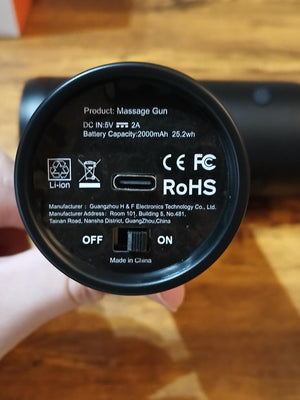 Product: Massage Gun
DC IN:5V ⎓ 2A
Battery Capacity:2000mAh 25.2wh
CE FC
Li-ion
RoHS
Manufacturer : Guangzhou H & F Electronics Technology Co., Ltd.
Manufacturer Address : Room 101, Building 5, No.481,
Tainan Road, Nansha District, GuangZhou,China
OFF ON
Made in China